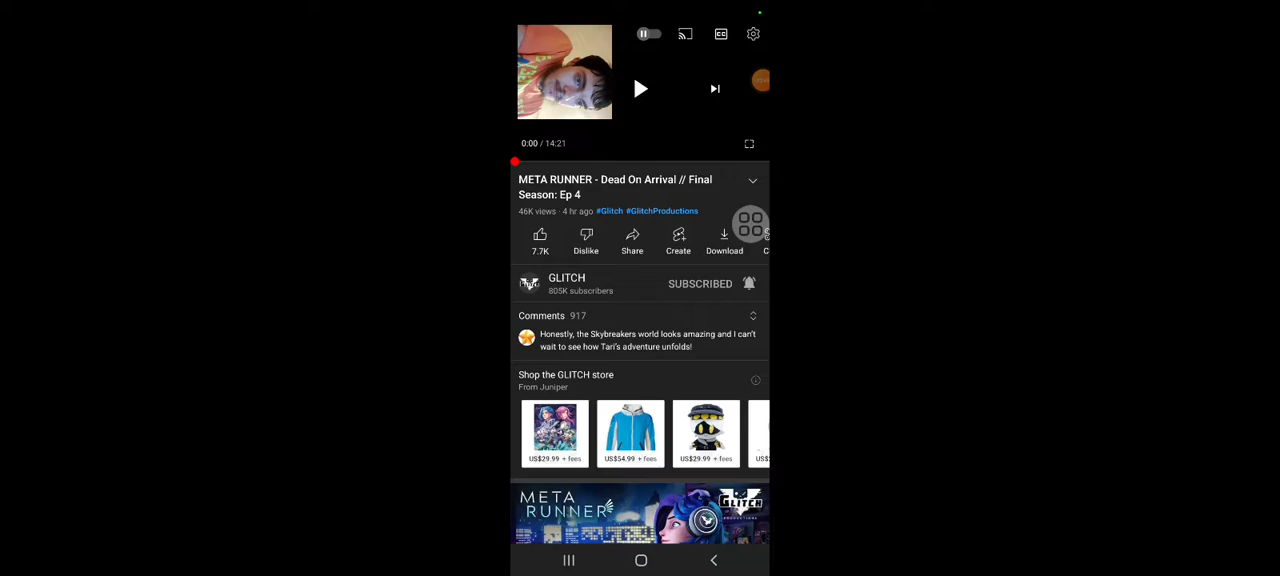 CC
0:00 / 14:21
META RUNNER - Dead On Arrival // Final
Season: Ep 4
46K views · 4 hr ago #Glitch #GlitchProductions
7.7K
Dislike
Share
Create
Download
C
GLITCH
805K subscribers
SUBSCRIBED
Comments 917
Honestly, the Skybreakers world looks amazing and I can't
wait to see how Tari's adventure unfolds!
Shop the GLITCH store
From Juniper
US$29.99 + fees
US$54.99 + fees
US$29.99 + fees
US$
META
RUNNER
GLITCH
PRODUCTIONS